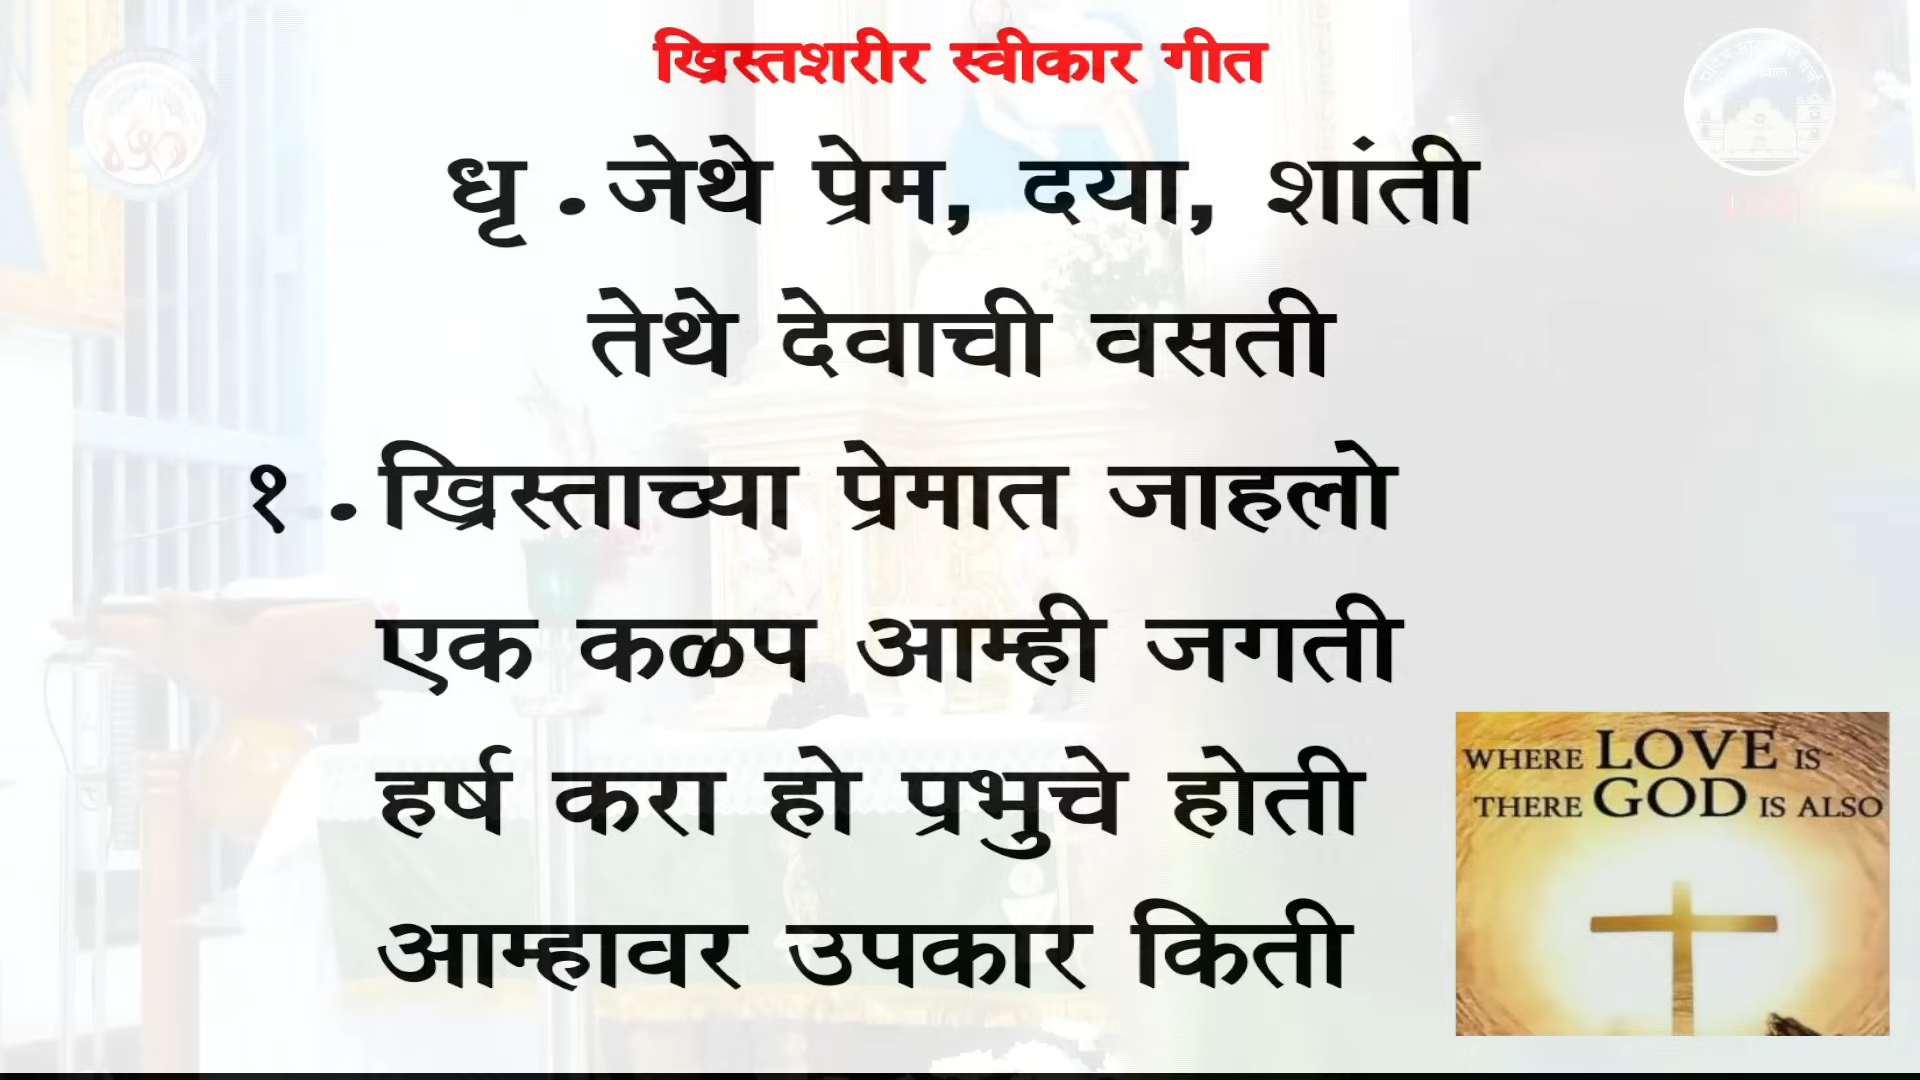 ख्रिस्तशरीर स्वीकार गीत
धृ . जेथे प्रेम, दया, शांती
तेथे देवाची वसती
१ . ख्रिस्ताच्या प्रेमात जाहलो
एक कळप आम्ही जगती
हर्ष करा हो प्रभुचे होती
आम्हावर उपकार किती
WHERE LOVE IS
THERE GOD IS ALSO